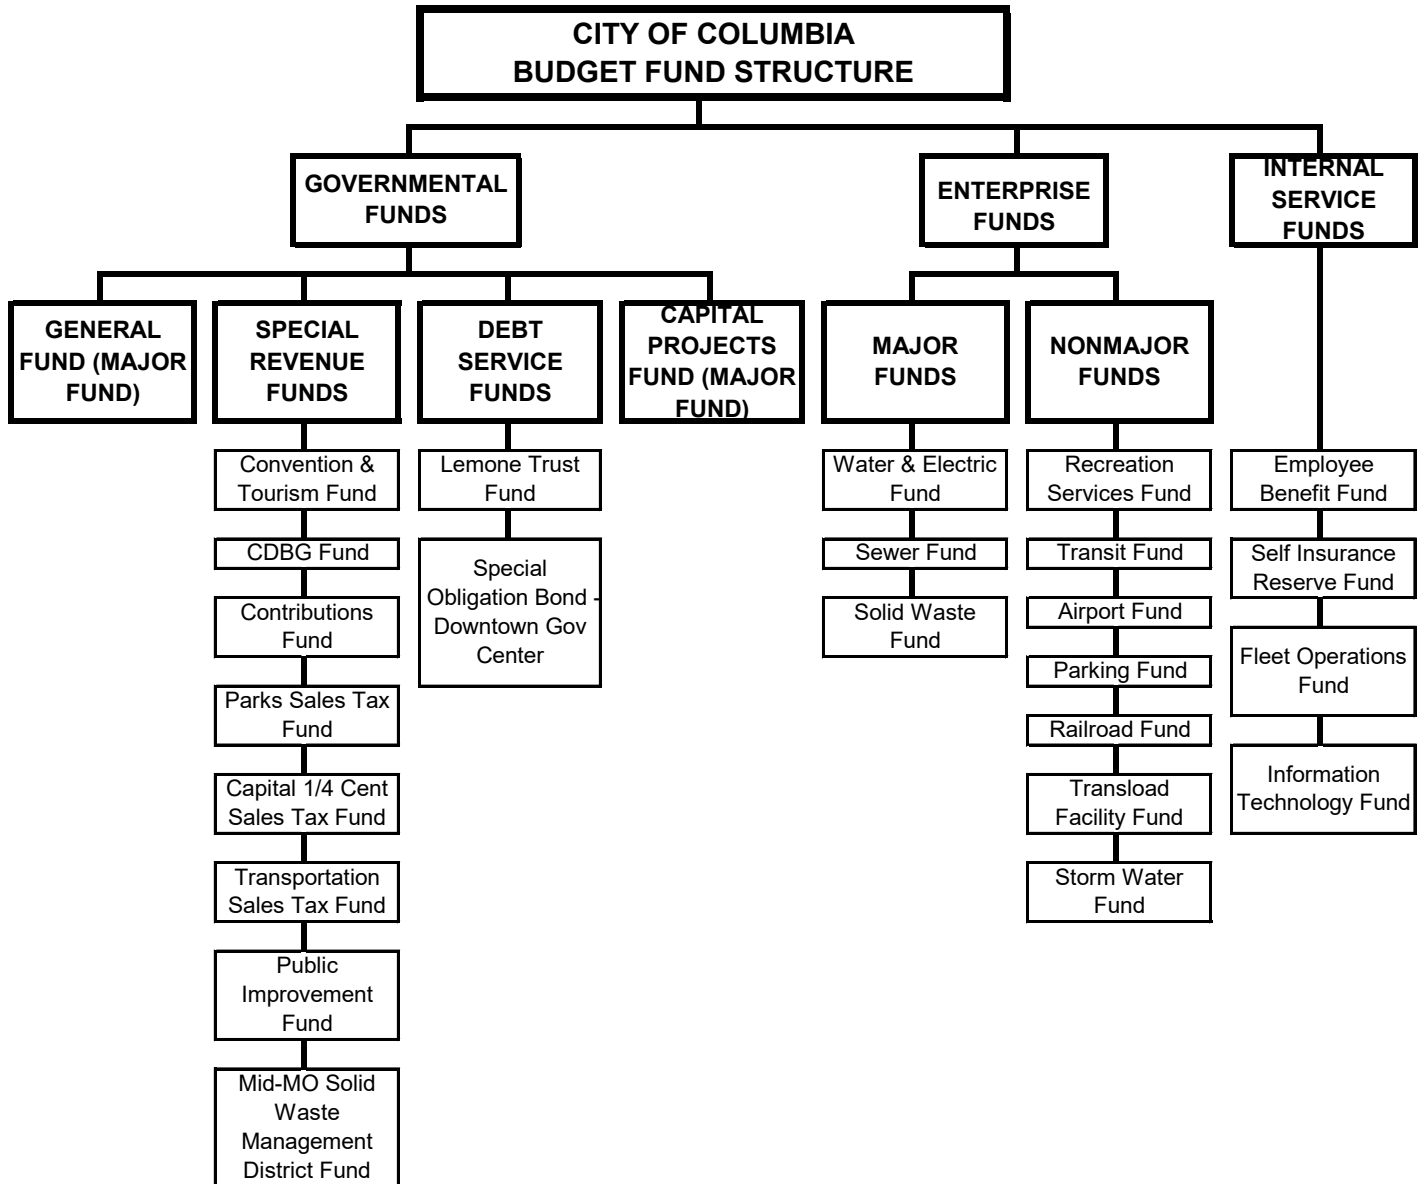 CITY OF COLUMBIA
BUDGET FUND STRUCTURE
GOVERNMENTAL
FUNDS
ENTERPRISE
FUNDS
INTERNAL
SERVICE
FUNDS
GENERAL
FUND (MAJOR
FUND)
SPECIAL
REVENUE
FUNDS
DEBT
SERVICE
FUNDS
CAPITAL
PROJECTS
FUND (MAJOR
FUND)
MAJOR
FUNDS
NONMAJOR
FUNDS
Convention &
Tourism Fund
CDBG Fund
Contributions
Fund
Parks Sales Tax
Fund
Capital 1/4 Cent
Sales Tax Fund
Transportation
Sales Tax Fund
Public
Improvement
Fund
Mid-MO Solid
Waste
Management
District Fund
Lemone Trust
Fund
Special
Obligation Bond -
Downtown Gov
Center
Water & Electric
Fund
Sewer Fund
Solid Waste
Fund
Recreation
Services Fund
Transit Fund
Airport Fund
Parking Fund
Railroad Fund
Transload
Facility Fund
Storm Water
Fund
Employee
Benefit Fund
Self Insurance
Reserve Fund
Fleet Operations
Fund
Information
Technology Fund